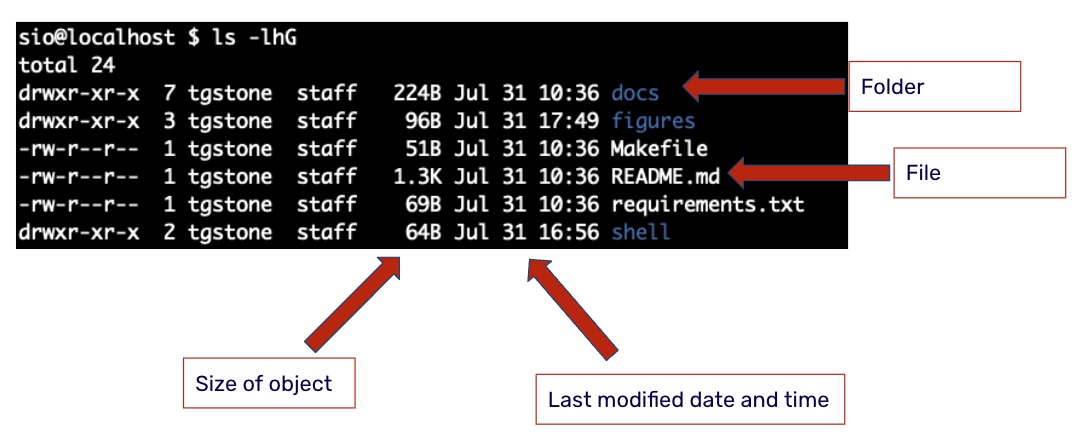 sio@localhost $ ls -lhG
total 24
drwxr-xr-x  7 tgstone  staff   224B Jul 31 10:36 docs
drwxr-xr-x  3 tgstone  staff    96B Jul 31 17:49 figures
-rw-r--r--  1 tgstone  staff    51B Jul 31 10:36 Makefile
-rw-r--r--  1 tgstone  staff   1.3K Jul 31 10:36 README.md
-rw-r--r--  1 tgstone  staff    69B Jul 31 10:36 requirements.txt
drwxr-xr-x  2 tgstone  staff    64B Jul 31 16:56 shell
Folder
File
Size of object
Last modified date and time